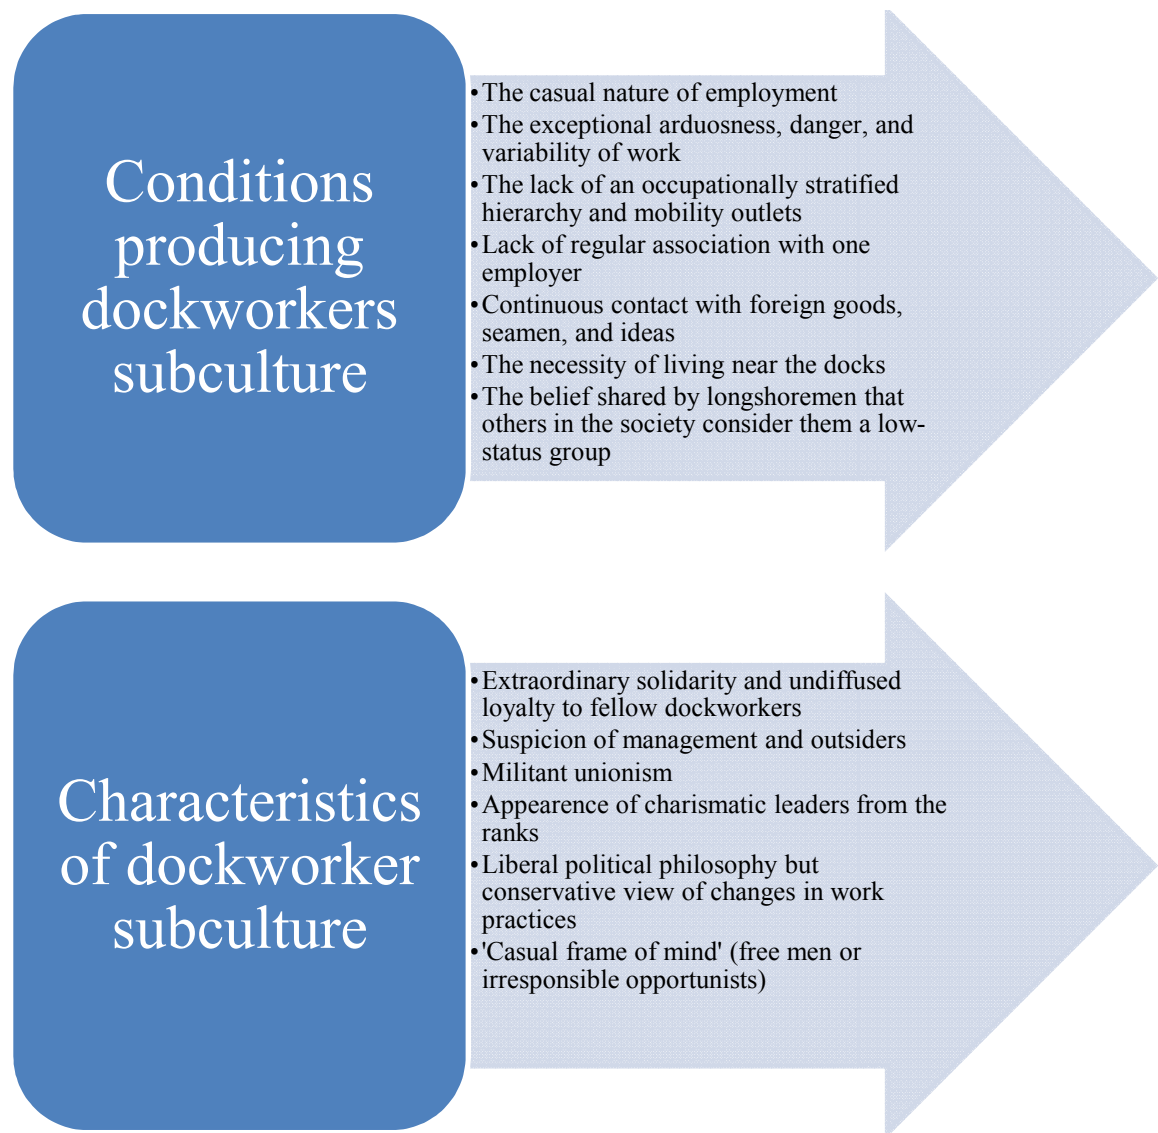 Conditions
producing
dockworkers
subculture
•The casual nature of employment
•The exceptional arduosness, danger, and
variability of work
•The lack of an occupationally stratified
hierarchy and mobility outlets
•Lack of regular association with one
employer
•Continuous contact with foreign goods,
seamen, and ideas
•The necessity of living near the docks
•The belief shared by longshoremen that
others in the society consider them a low-
status group
Characteristics
of dockworker
subculture
•Extraordinary solidarity and undiffused
loyalty to fellow dockworkers
•Suspicion of management and outsiders
•Militant unionism
•Appearence of charismatic leaders from the
ranks
•Liberal political philosophy but
conservative view of changes in work
practices
•'Casual frame of mind' (free men or
irresponsible opportunists)